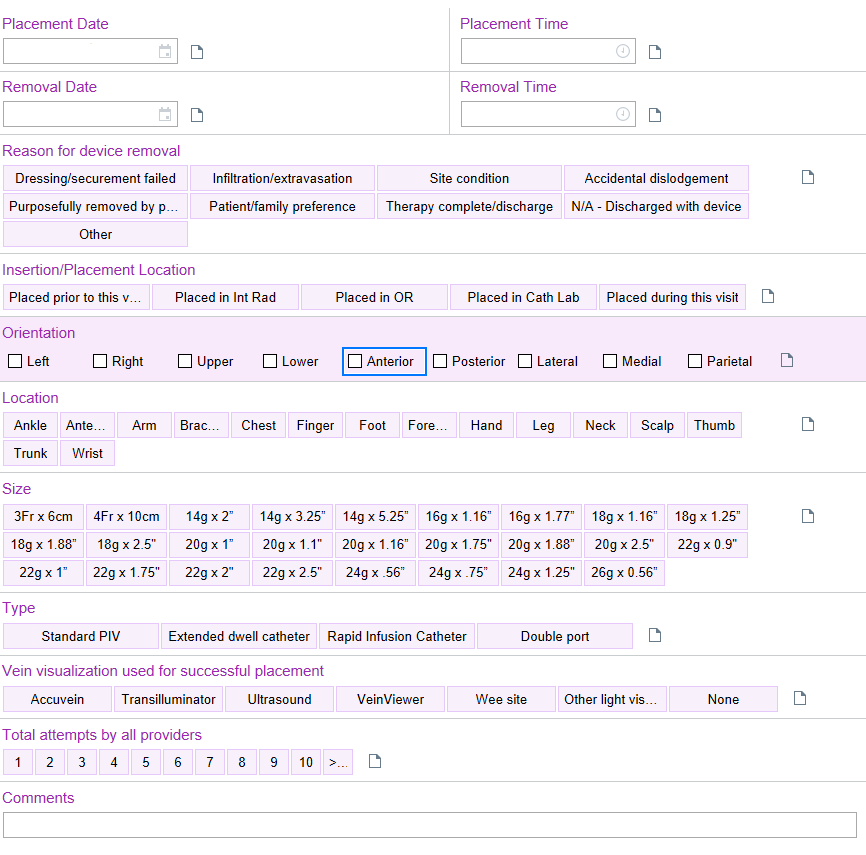 Placement Date Placement Time
Removal Date Removal Time
Reason for device removal
Dressing/securement failed Infiltration/extravasation Site condition Accidental dislodgement
Purposefully removed by p... Patient/family preference Therapy complete/discharge N/A - Discharged with device
Other
Insertion/Placement Location
Placed prior to this v... Placed in Int Rad Placed in OR Placed in Cath Lab Placed during this visit
Orientation
Left Right Upper Lower Anterior Posterior Lateral Medial Parietal
Location
Ankle Ante... Arm Brac... Chest Finger Foot Fore... Hand Leg Neck Scalp Thumb
Trunk Wrist
Size
3Fr x 6cm 4Fr x 10cm 14g x 2” 14g x 3.25” 14g x 5.25” 16g x 1.16” 16g x 1.77” 18g x 1.16” 18g x 1.25”
18g x 1.88” 18g x 2.5" 20g x 1” 20g x 1.1" 20g x 1.16” 20g x 1.75” 20g x 1.88” 20g x 2.5” 22g x 0.9"
22g x 1” 22g x 1.75" 22g x 2" 22g x 2.5” 24g x .56” 24g x .75” 24g x 1.25" 26g x 0.56”
Type
Standard PIV Extended dwell catheter Rapid Infusion Catheter Double port
Vein visualization used for successful placement
Accuvein Transilluminator Ultrasound VeinViewer Wee site Other light vis... None
Total attempts by all providers
1 2 3 4 5 6 7 8 9 10 >...
Comments